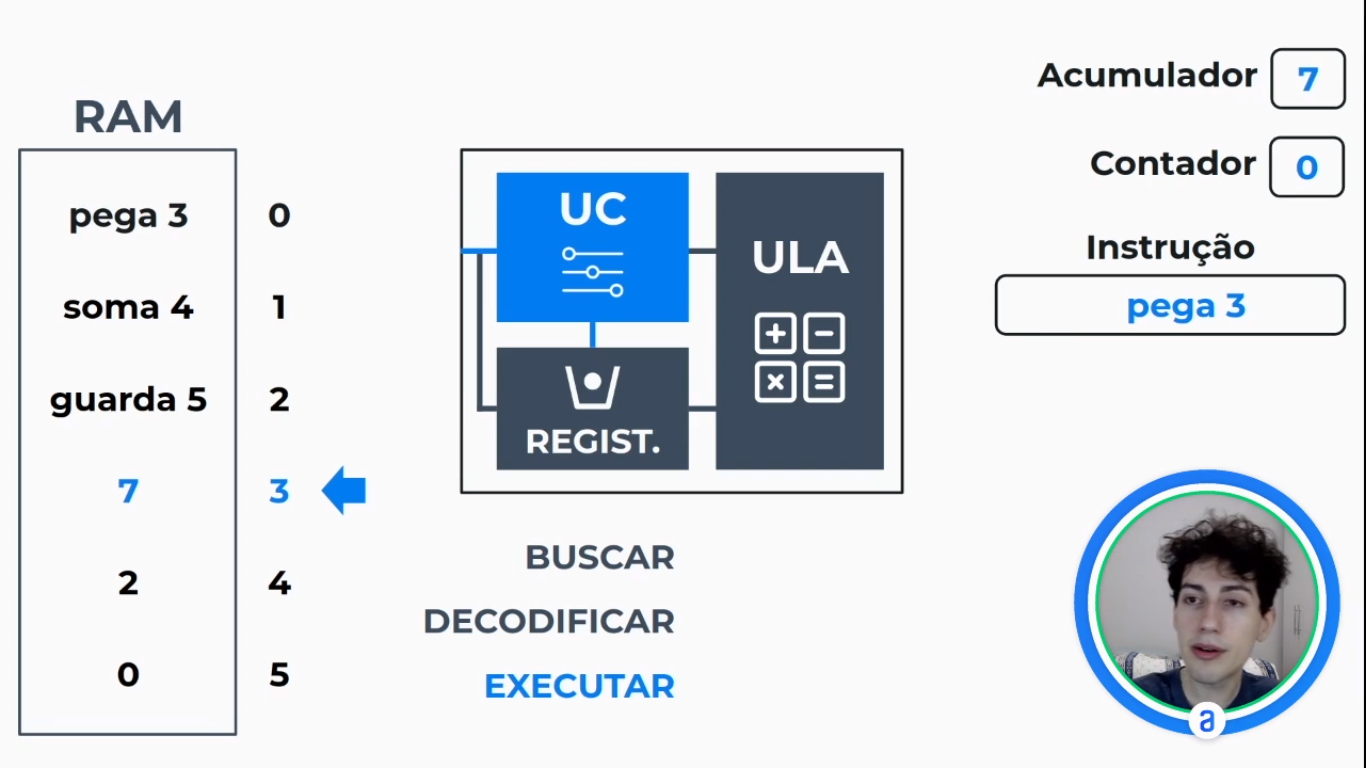 RAM
pega 3 0
soma 4 1
guarda 5 2
7 3
2 4
0 5
UC
REGIST.
ULA
BUSCAR
DECODIFICAR
EXECUTAR
Acumulador 7
Contador 0
Instrução
pega 3
a